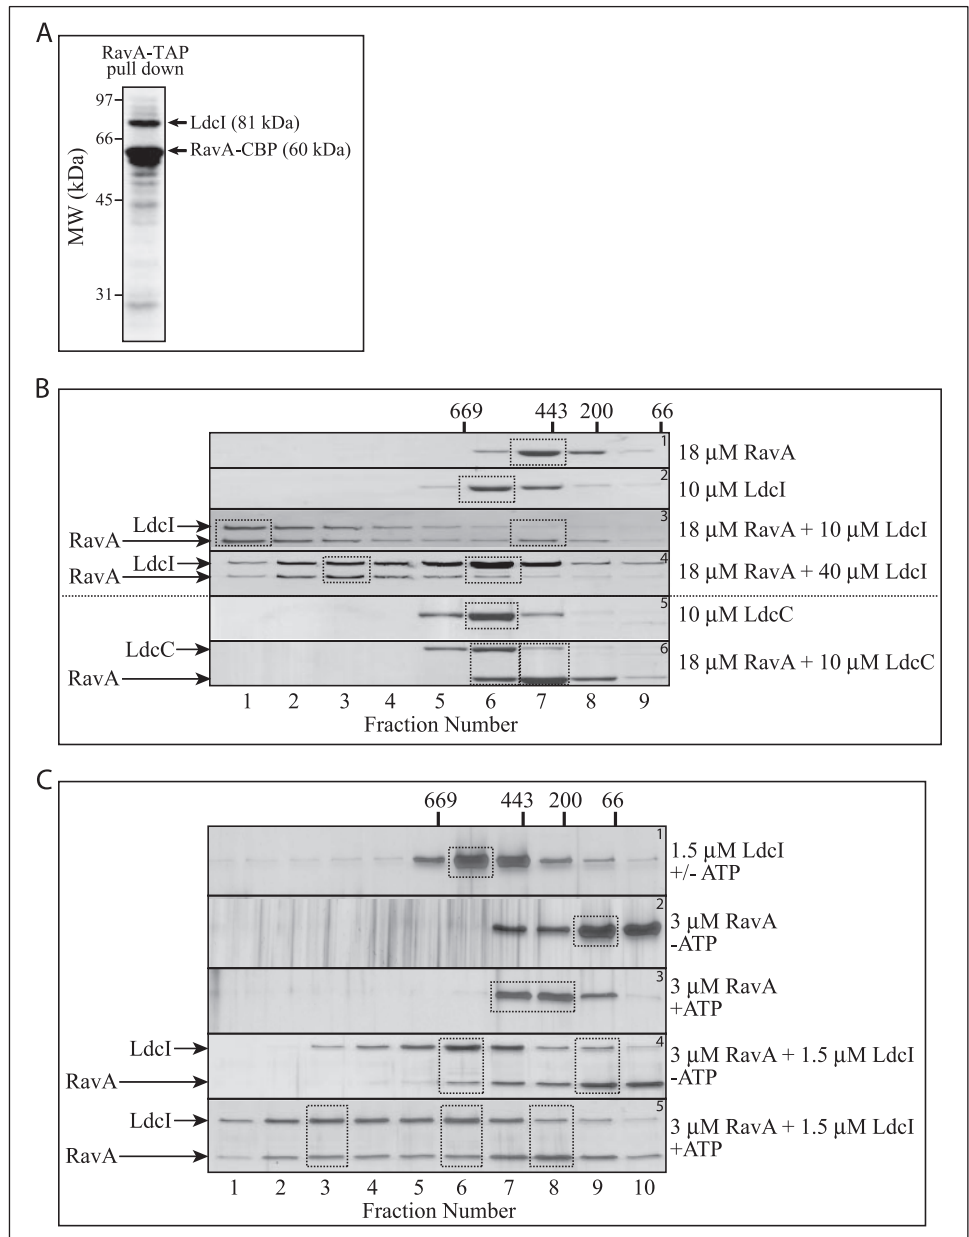 A
RavA-TAP
pull down
97
LdcI (81 kDa)
66
RavA-CBP (60 kDa)
45
31
MW (kDa)
B
669 443 200 66
1
18 μM RavA
2
10 μM LdcI
3
LdcI
RavA
18 μM RavA + 10 μM LdcI
4
LdcI
RavA
18 μM RavA + 40 μM LdcI
5
10 μM LdcC
6
LdcC
RavA
18 μM RavA + 10 μM LdcC
1 2 3 4 5 6 7 8 9
Fraction Number
C
669 443 200 66
1
1.5 μM LdcI
+/- ATP
2
3 μM RavA
-ATP
3
3 μM RavA
+ATP
4
LdcI
RavA
3 μM RavA + 1.5 μM LdcI
-ATP
5
LdcI
RavA
3 μM RavA + 1.5 μM LdcI
+ATP
1 2 3 4 5 6 7 8 9 10
Fraction Number